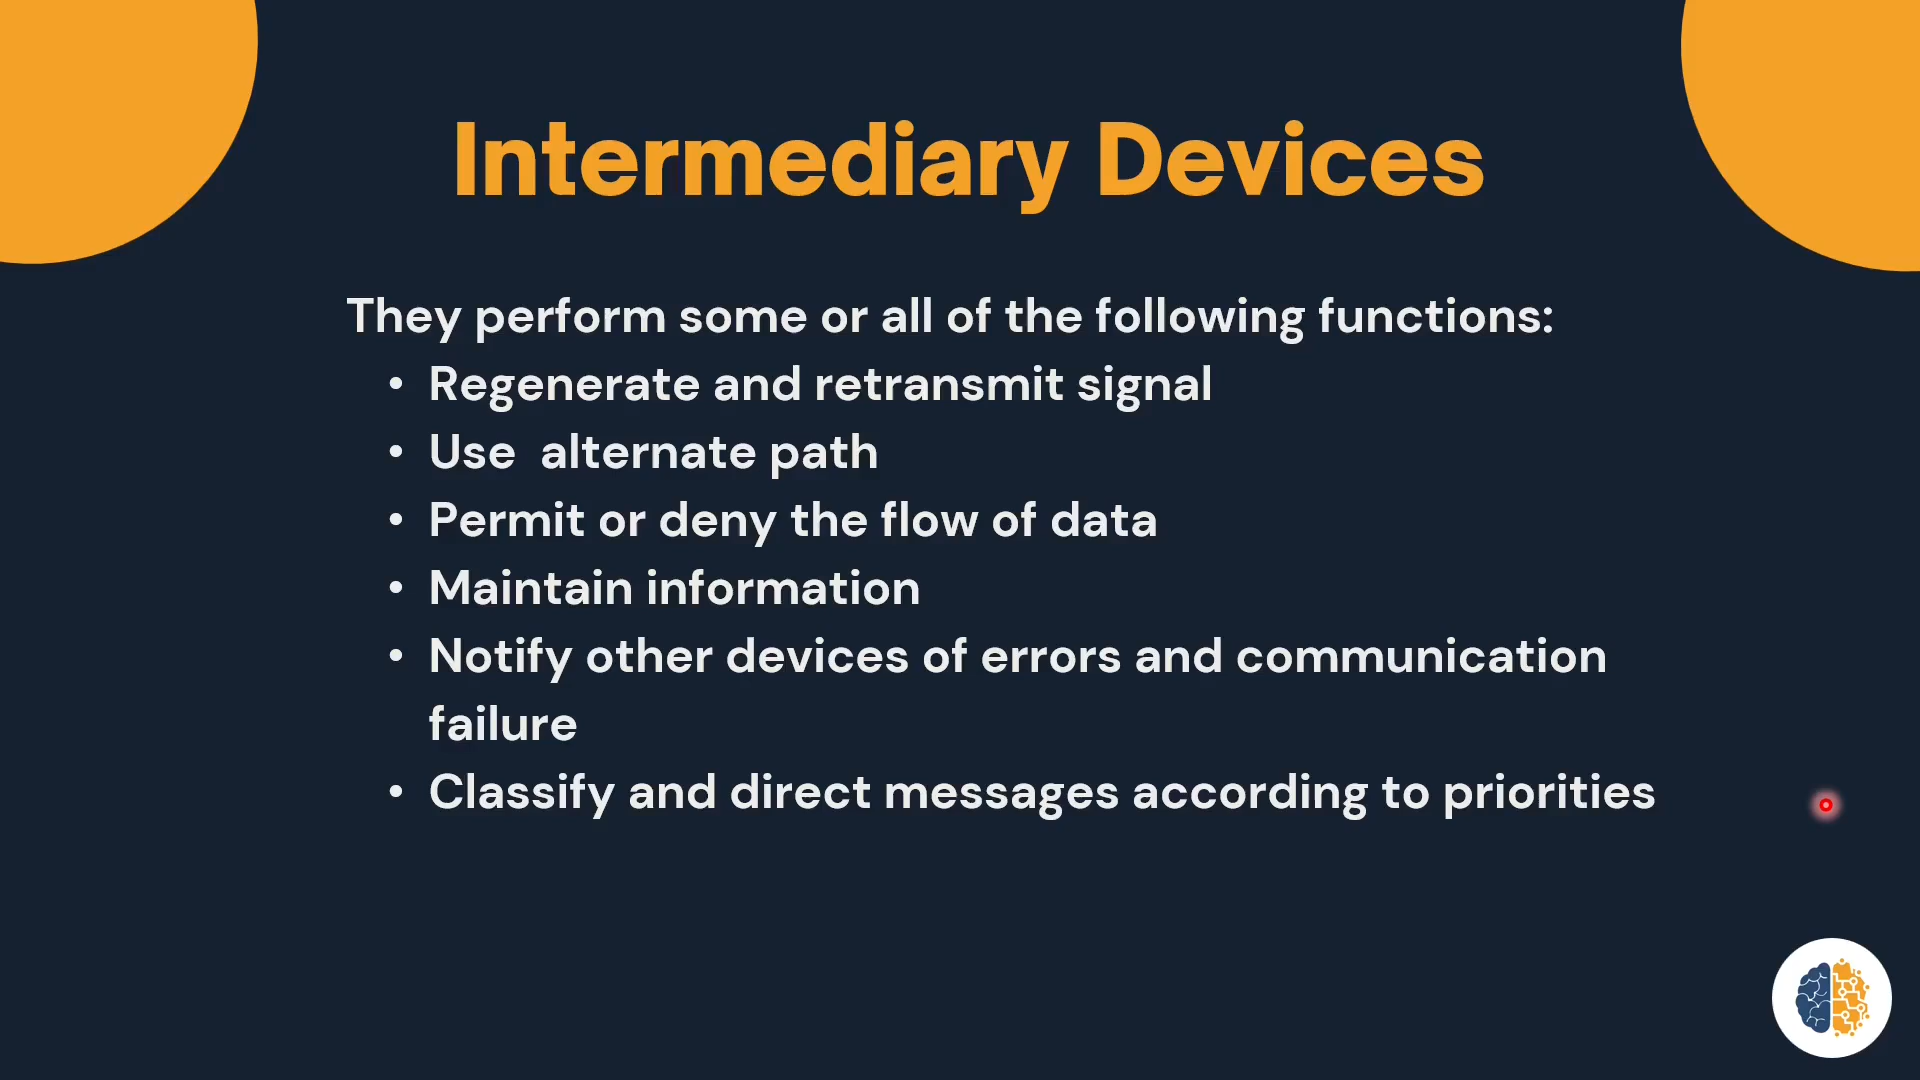 Intermediary Devices
They perform some or all of the following functions:
• Regenerate and retransmit signal
• Use  alternate path
• Permit or deny the flow of data
• Maintain information
• Notify other devices of errors and communication
failure
• Classify and direct messages according to priorities